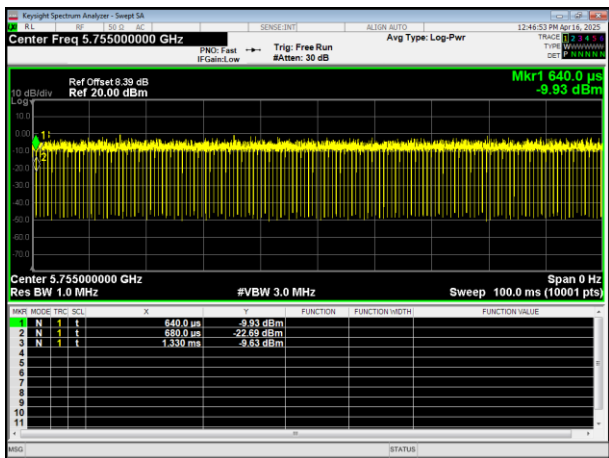 Keysight Spectrum Analyzer - Swept SA
RL RF 50 Ω AC SENSE:INT ALIGN AUTO 12:46:53 PM Apr 16, 2025
Center Freq 5.755000000 GHz Avg Type: Log-Pwr TRACE 1 2 3 4 5 6
PNO: Fast Trig: Free Run TYPE WWWWWW
IFGain:Low #Atten: 30 dB DET P N N N N N
Mkr1 640.0 µs
Ref Offset 8.39 dB
10 dB/div Ref 20.00 dBm -9.93 dBm
Log
10.0
0.00
1
-10.0
2
-20.0
-30.0
-40.0
-50.0
-60.0
-70.0
Center 5.755000000 GHz Span 0 Hz
Res BW 1.0 MHz #VBW 3.0 MHz Sweep 100.0 ms (10001 pts)
MKR MODE TRC SCL X Y FUNCTION FUNCTION WIDTH FUNCTION VALUE
1 N 1 t 640.0 µs -9.93 dBm
2 N 1 t 680.0 µs -22.69 dBm
3 N 1 t 1.330 ms -9.63 dBm
4
5
6
7
8
9
10
11
MSG STATUS